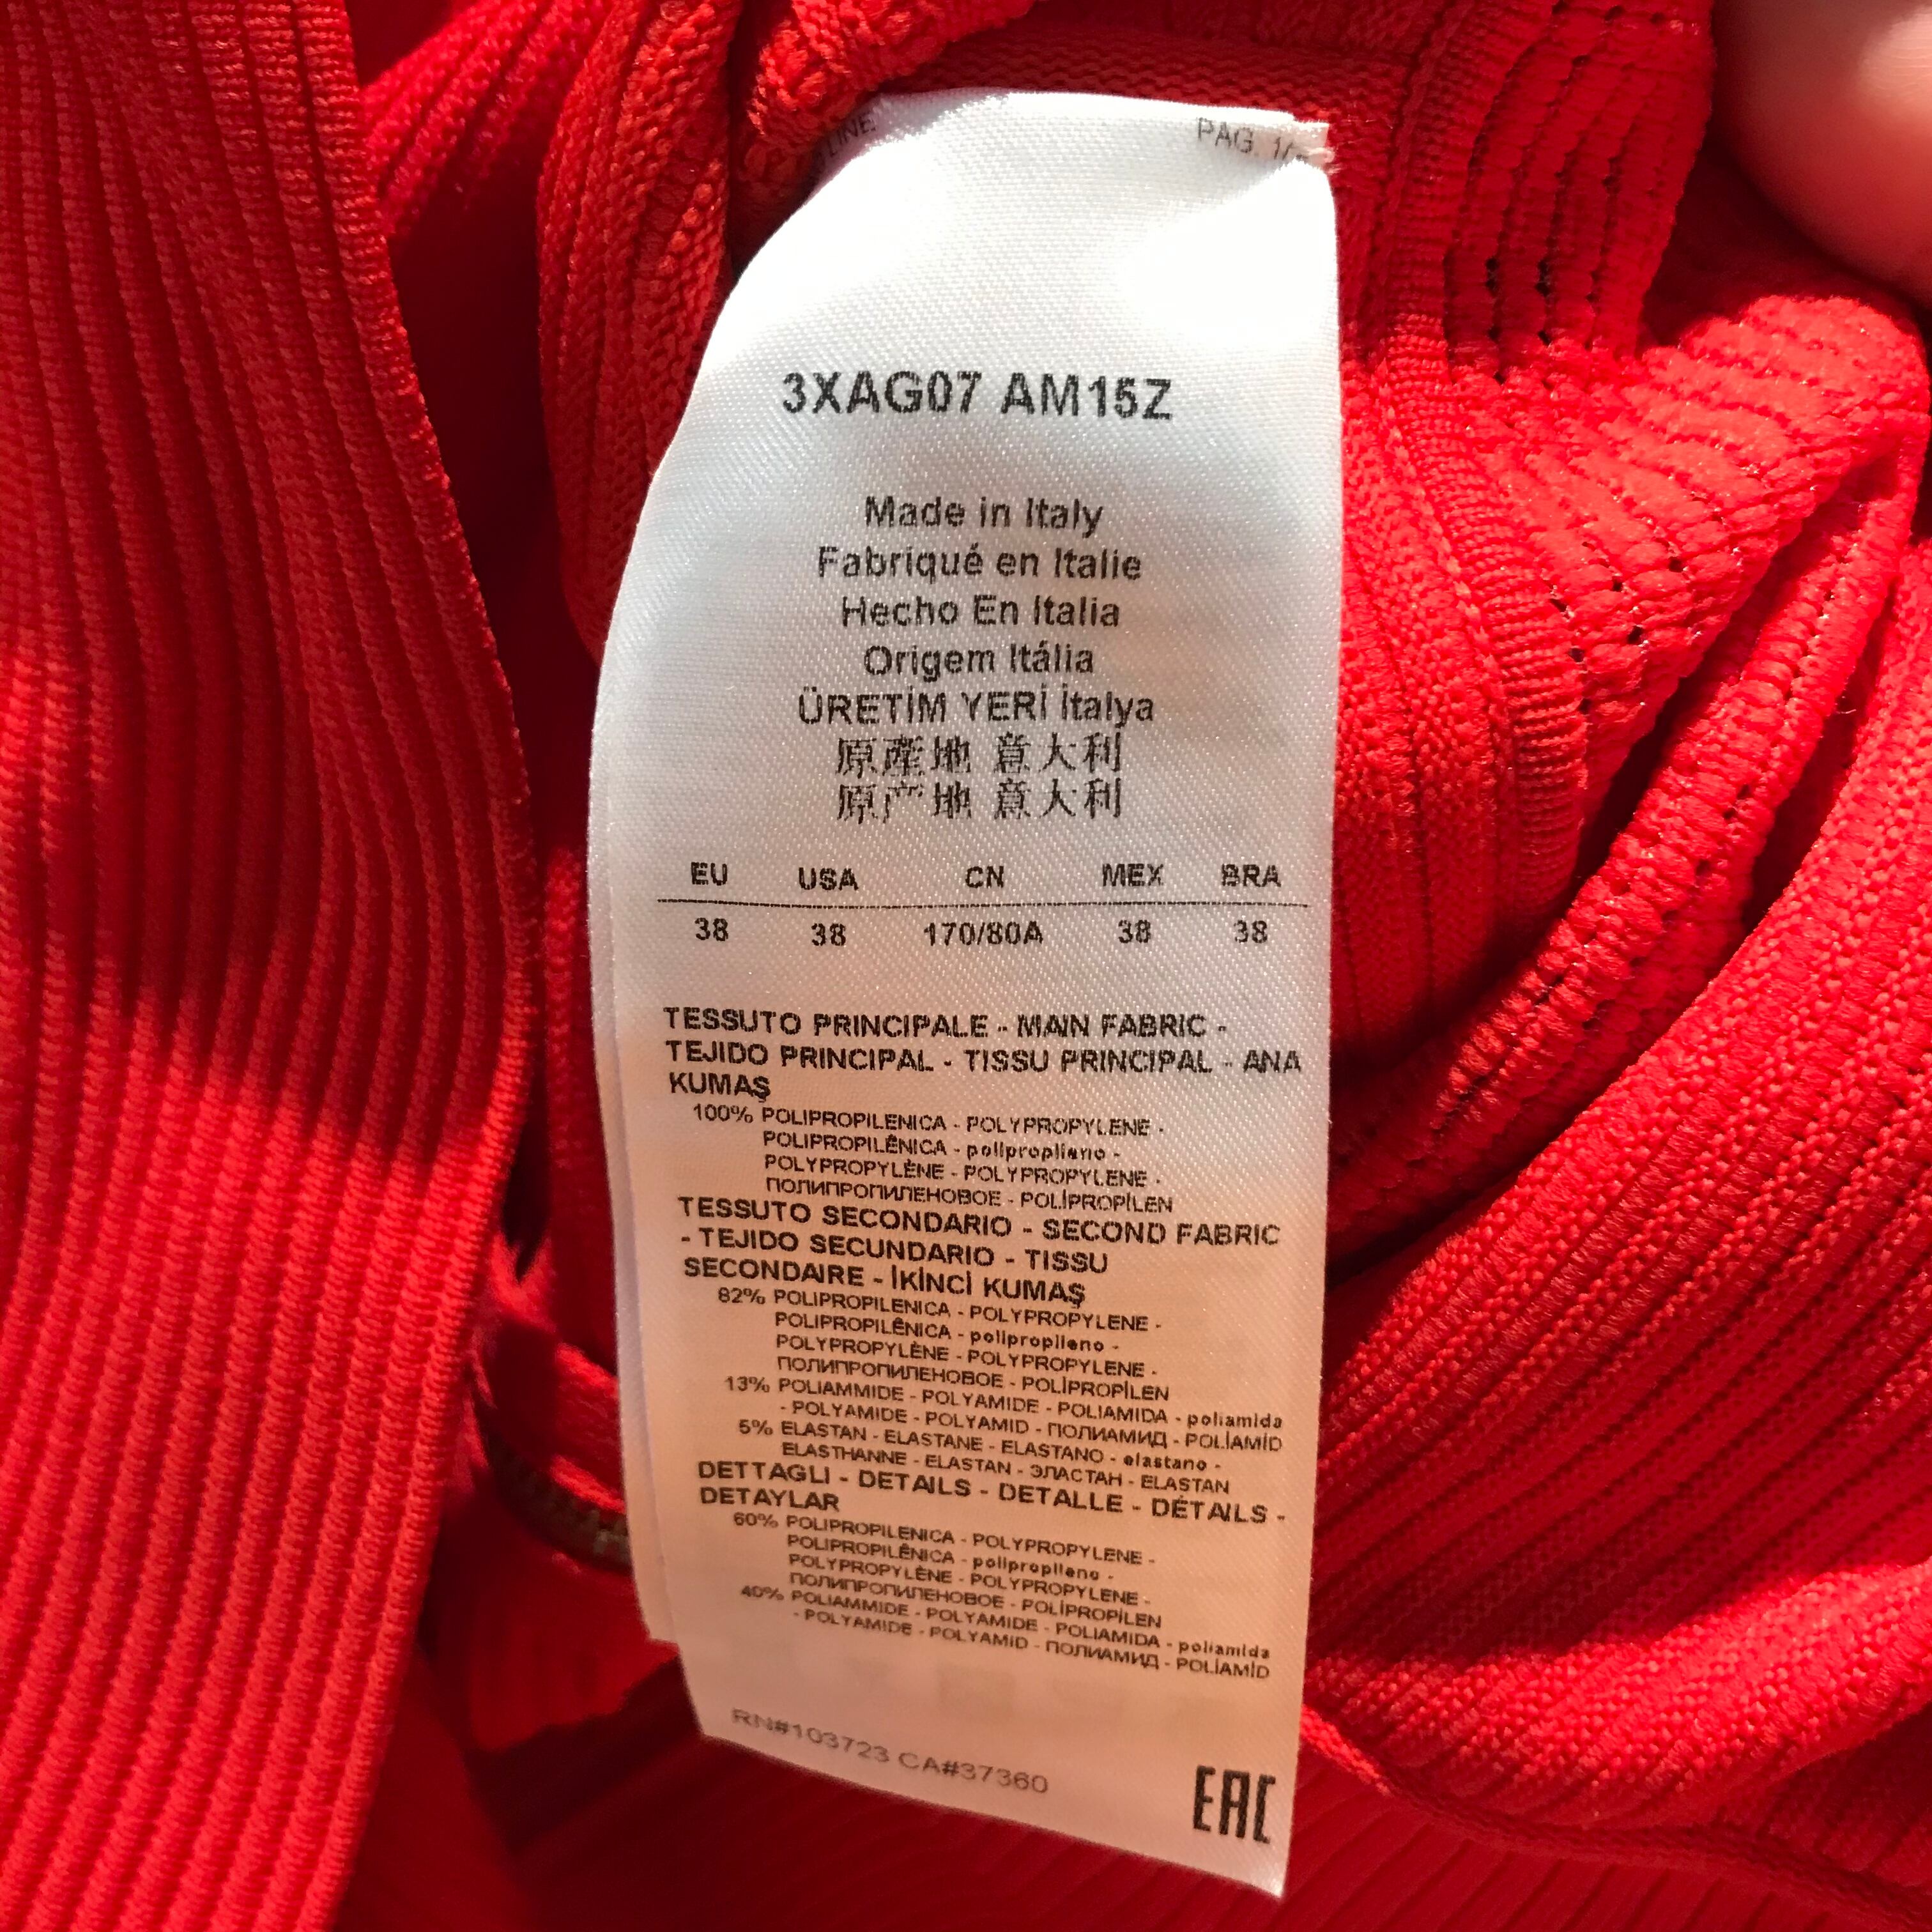 PAG. 1/
3XAG07 AM15Z
Made in Italy
Fabriqué en Italie
Hecho En Italia
Origem Itália
ÜRETİM YERİ İtalya
原產地 意大利
原产地 意大利
EU USA CN MEX BRA
38 38 170/80A 38 38
TESSUTO PRINCIPALE - MAIN FABRIC -
TEJIDO PRINCIPAL - TISSU PRINCIPAL - ANA
KUMAŞ
100% POLIPROPILENICA - POLYPROPYLENE -
POLIPROPILÊNICA - polipropileno -
POLYPROPYLÈNE - POLYPROPYLENE -
ПОЛИПРОПИЛЕНОВОЕ - POLİPROPİLEN
TESSUTO SECONDARIO - SECOND FABRIC
- TEJIDO SECUNDARIO - TISSU
SECONDAIRE - İKİNCİ KUMAŞ
82% POLIPROPILENICA - POLYPROPYLENE -
POLIPROPILÊNICA - polipropileno -
POLYPROPYLÈNE - POLYPROPYLENE -
ПОЛИПРОПИЛЕНОВОЕ - POLİPROPİLEN
13% POLIAMMIDE - POLYAMIDE - POLIAMIDA - poliamida
- POLYAMIDE - POLYAMID - ПОЛИАМИД - POLİAMİD
5% ELASTAN - ELASTANE - ELASTANO - elastano -
ELASTHANNE - ELASTAN - ЭЛАСТАН - ELASTAN
DETTAGLI - DETAILS - DETALLE - DÉTAILS -
DETAYLAR
60% POLIPROPILENICA - POLYPROPYLENE -
POLIPROPILÊNICA - polipropileno -
POLYPROPYLÈNE - POLYPROPYLENE -
ПОЛИПРОПИЛЕНОВОЕ - POLİPROPİLEN
40% POLIAMMIDE - POLYAMIDE - POLIAMIDA - poliamida
- POLYAMIDE - POLYAMID - ПОЛИАМИД - POLİAMİD
RN#103723 CA#37360
EAC